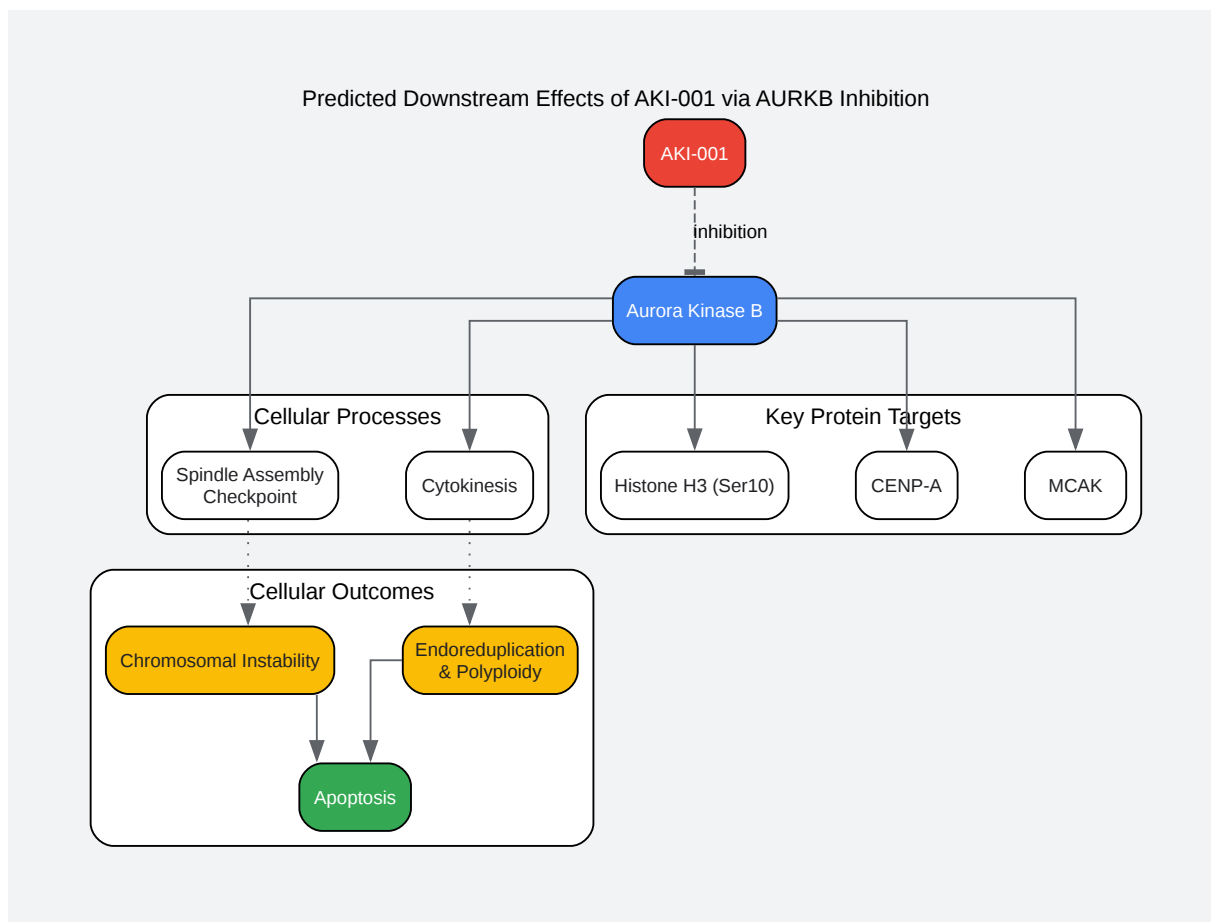 Predicted Downstream Effects of AKI-001 via AURKB Inhibition
AKI-001
inhibition
Aurora Kinase B
Cellular Processes
Key Protein Targets
Spindle Assembly
Checkpoint
Cytokinesis
Histone H3 (Ser10)
CENP-A
MCAK
Cellular Outcomes
Chromosomal Instability
Endoreduplication
& Polyploidy
Apoptosis